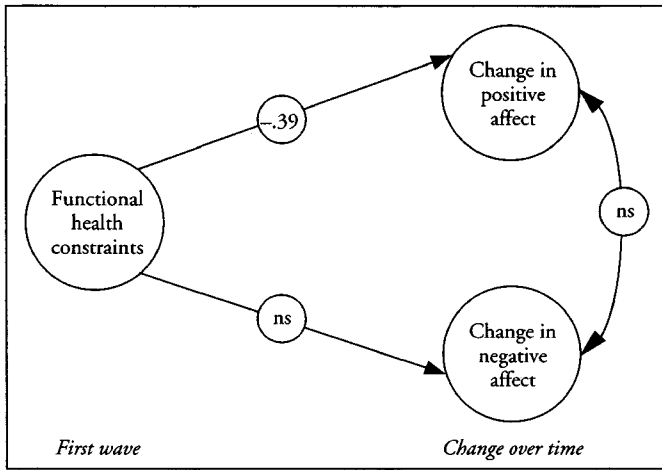 Change in
positive
affect
–.39
Functional
health
constraints
ns
ns
Change in
negative
affect
First wave
Change over time